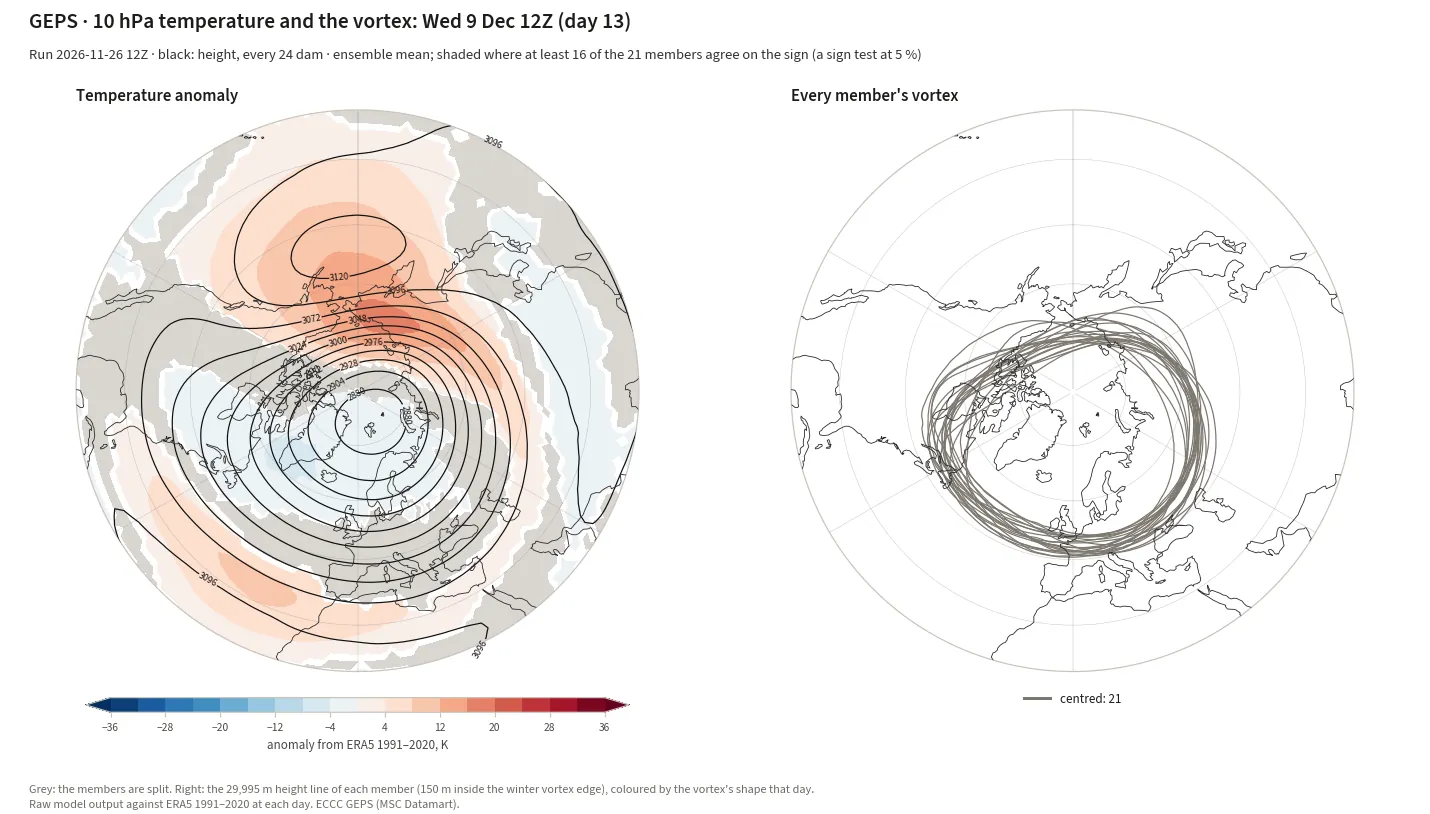 GEPS · 10 hPa temperature and the vortex: Wed 9 Dec 12Z (day 13)
Run 2026-11-26 12Z · black: height, every 24 dam · ensemble mean; shaded where at least 16 of the 21 members agree on the sign (a sign test at 5 %)
Temperature anomaly
Every member's vortex
3096
3120
3096
3072
3048
3024
3000
2976
2928
2904
2880
2880
3096
3096
centred: 21
−36 −28 −20 −12 −4 4 12 20 28 36
anomaly from ERA5 1991–2020, K
Grey: the members are split. Right: the 29,995 m height line of each member (150 m inside the winter vortex edge), coloured by the vortex's shape that day.
Raw model output against ERA5 1991–2020 at each day. ECCC GEPS (MSC Datamart).